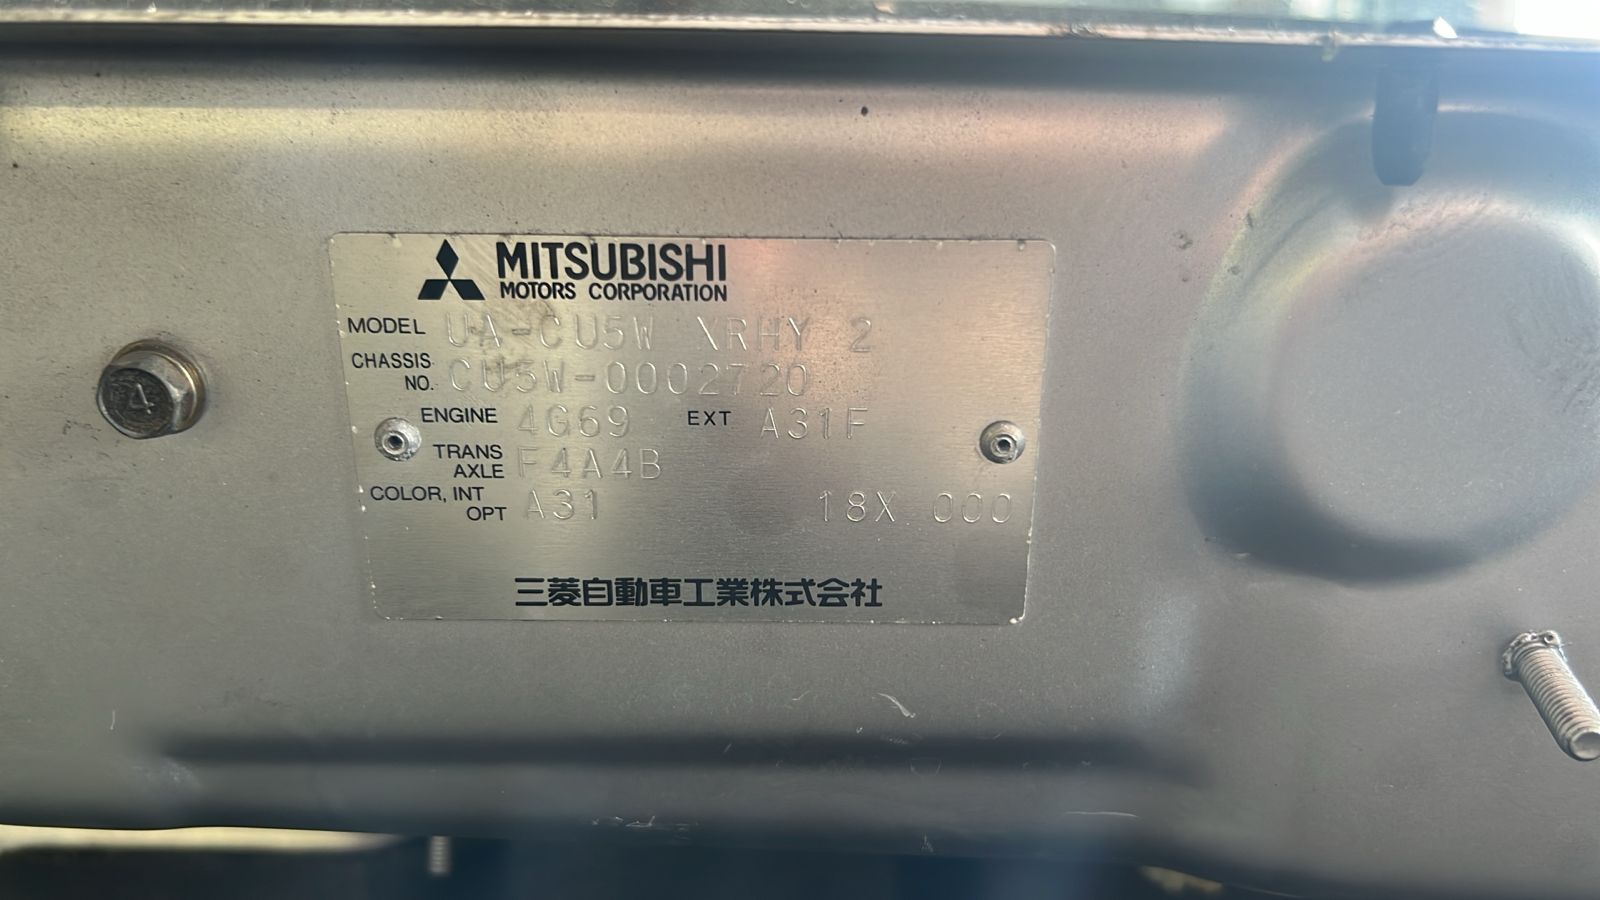 MITSUBISHI
MOTORS CORPORATION
MODEL UA-CU5W XRHY 2
CHASSIS NO. CU5W-0002720
ENGINE 4G69 EXT A31F
TRANS AXLE F4A4B
COLOR, INT OPT A31 18X 000
三菱自動車工業株式会社
4